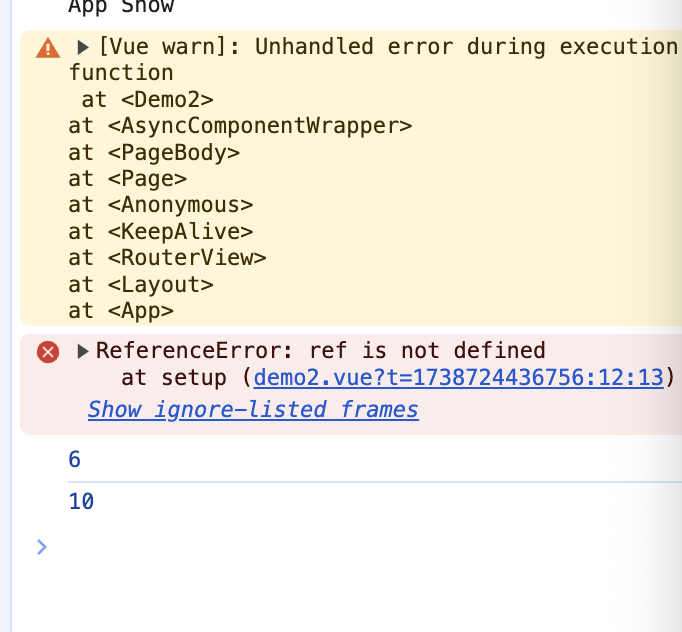 App Show
[Vue warn]: Unhandled error during execution
function
at <Demo2>
at <AsyncComponentWrapper>
at <PageBody>
at <Page>
at <Anonymous>
at <KeepAlive>
at <RouterView>
at <Layout>
at <App>
ReferenceError: ref is not defined
at setup (demo2.vue?t=1738724436756:12:13)
Show ignore-listed frames
6
10